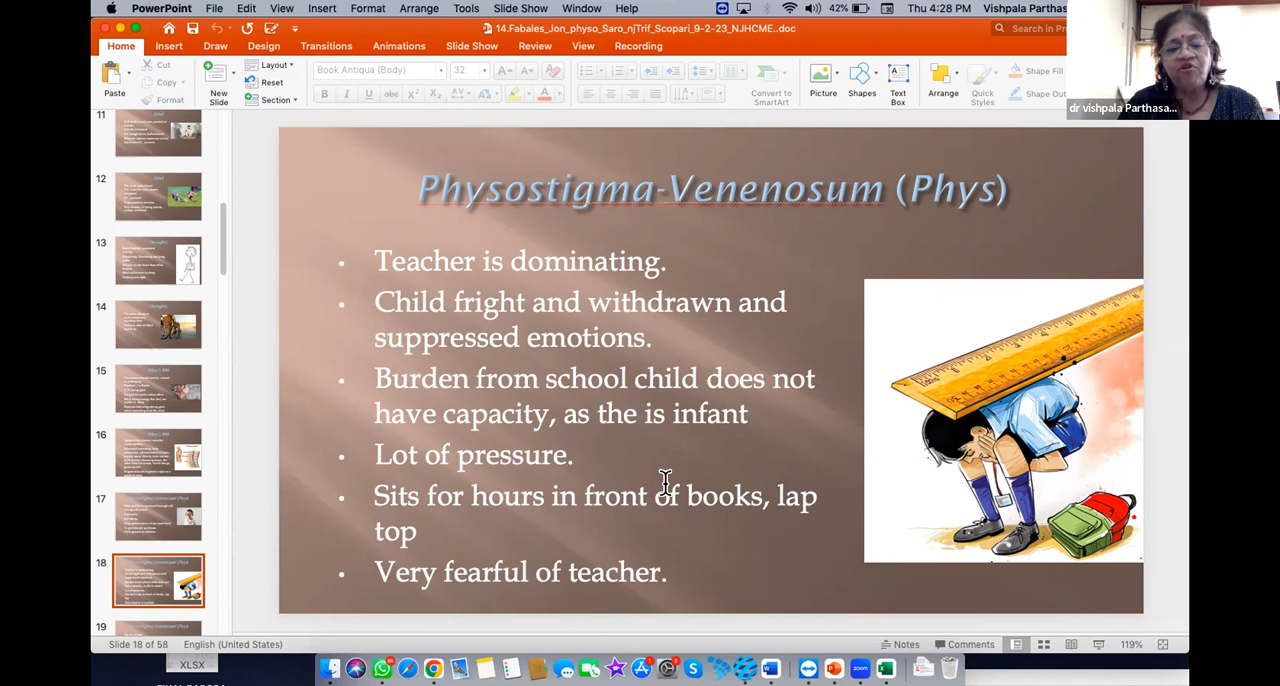 PowerPoint File Edit View Insert Format Arrange Tools Slide Show Window Help 42% Thu 4:28 PM Vishpala Parthas
14.Fabales_Jon_physo_Saro_njTrif_Scopari_9-2-23_NJHCME.doc Search in Pr
Home Insert Draw Design Transitions Animations Slide Show Review View Recording
dr vishpala Parthasa...
Paste Cut Copy Format New Slide Layout Reset Section Book Antiqua (Body) 32 Convert to SmartArt Picture Shapes Text Box Arrange Quick Styles Shape Fill Shape Out
11
12
13
14
15
16
17
18
19
Physostigma-Venenosum (Phys)
• Teacher is dominating.
• Child fright and withdrawn and
suppressed emotions.
• Burden from school child does not
have capacity, as the is infant
• Lot of pressure.
• Sits for hours in front of books, lap
top
• Very fearful of teacher.
Slide 18 of 58 English (United States) Notes Comments 119%
XLSX